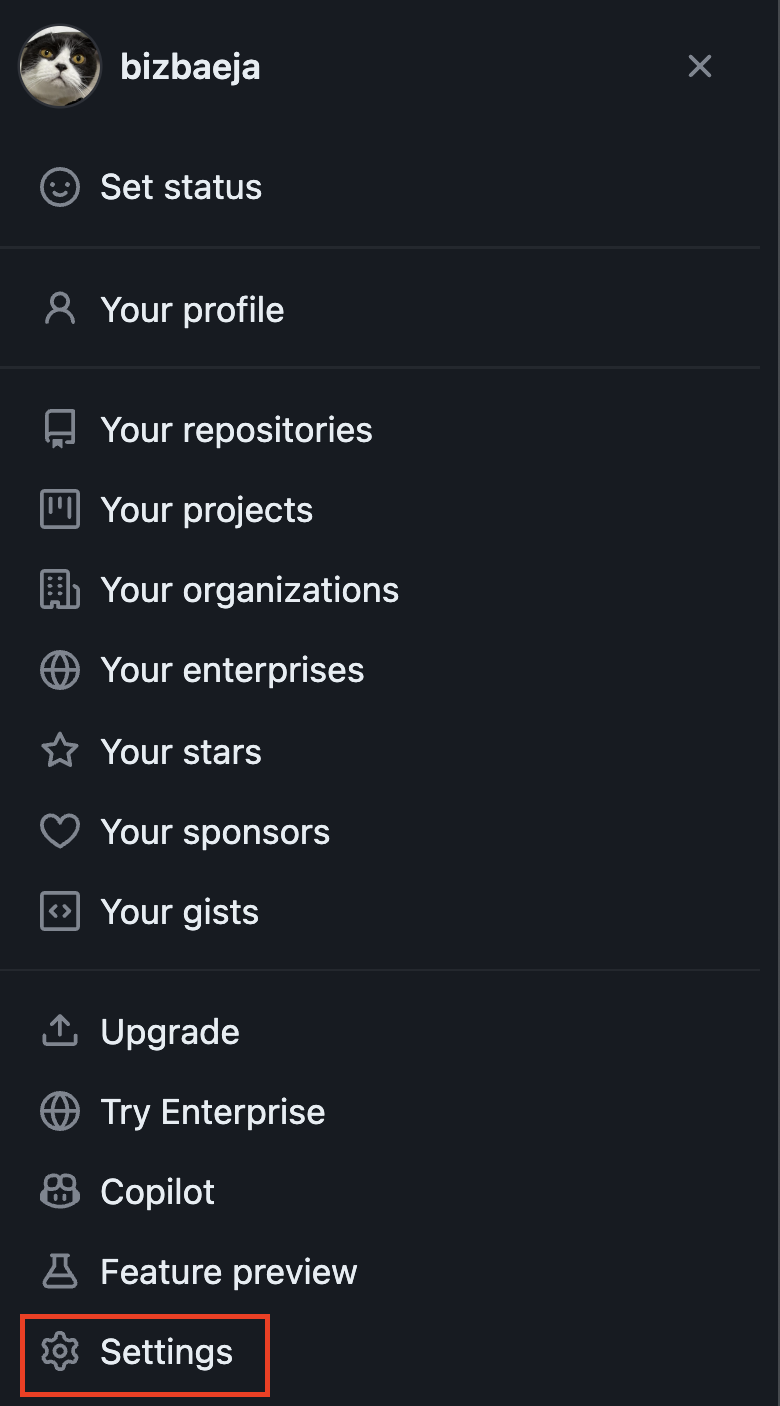 bizbaeja
Set status
Your profile
Your repositories
Your projects
Your organizations
Your enterprises
Your stars
Your sponsors
Your gists
Upgrade
Try Enterprise
Copilot
Feature preview
Settings